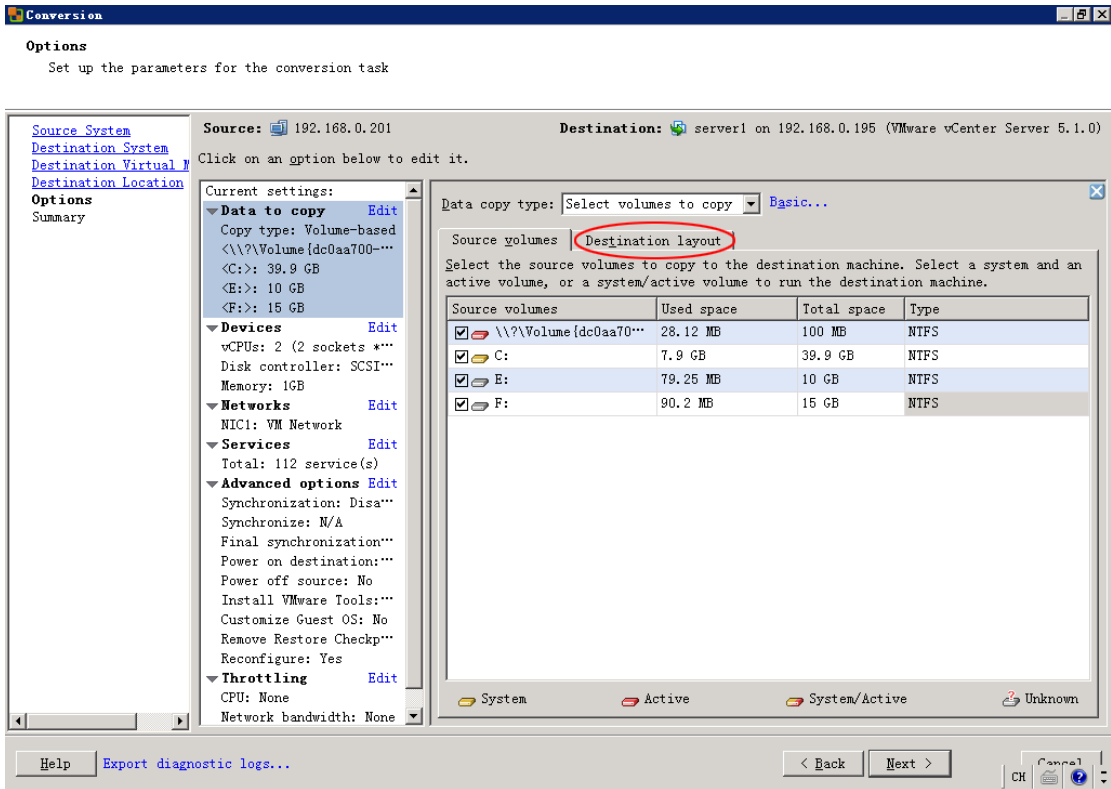 Conversion
Options
Set up the parameters for the conversion task
Source System
Destination System
Destination Virtual M
Destination Location
Options
Summary
Source: 192.168.0.201 Destination: server1 on 192.168.0.195 (VMware vCenter Server 5.1.0)
Click on an option below to edit it.
Current settings:
Data to copy Edit
Copy type: Volume-based
<\\?\Volume{dc0aa700-…
<C:>: 39.9 GB
<E:>: 10 GB
<F:>: 15 GB
Devices Edit
vCPUs: 2 (2 sockets *…
Disk controller: SCSI…
Memory: 1GB
Networks Edit
NIC1: VM Network
Services Edit
Total: 112 service(s)
Advanced options Edit
Synchronization: Disa…
Synchronize: N/A
Final synchronization…
Power on destination:…
Power off source: No
Install VMware Tools:…
Customize Guest OS: No
Remove Restore Checkp…
Reconfigure: Yes
Throttling Edit
CPU: None
Network bandwidth: None
Data copy type: Select volumes to copy Basic...
Source volumes Destination layout
Select the source volumes to copy to the destination machine. Select a system and an
active volume, or a system/active volume to run the destination machine.
Source volumes Used space Total space Type
\\?\Volume{dc0aa70… 28.12 MB 100 MB NTFS
C: 7.9 GB 39.9 GB NTFS
E: 79.25 MB 10 GB NTFS
F: 90.2 MB 15 GB NTFS
System Active System/Active Unknown
Help Export diagnostic logs... < Back Next > Cancel
CH